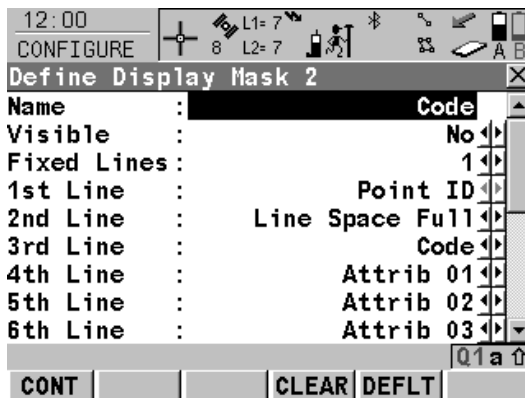 12:00
CONFIGURE
8 L1= 7
L2= 7
A B
Define Display Mask 2
Name : Code
Visible : No
Fixed Lines: 1
1st Line : Point ID
2nd Line : Line Space Full
3rd Line : Code
4th Line : Attrib 01
5th Line : Attrib 02
6th Line : Attrib 03
Q1 a
CONT CLEAR DEFLT